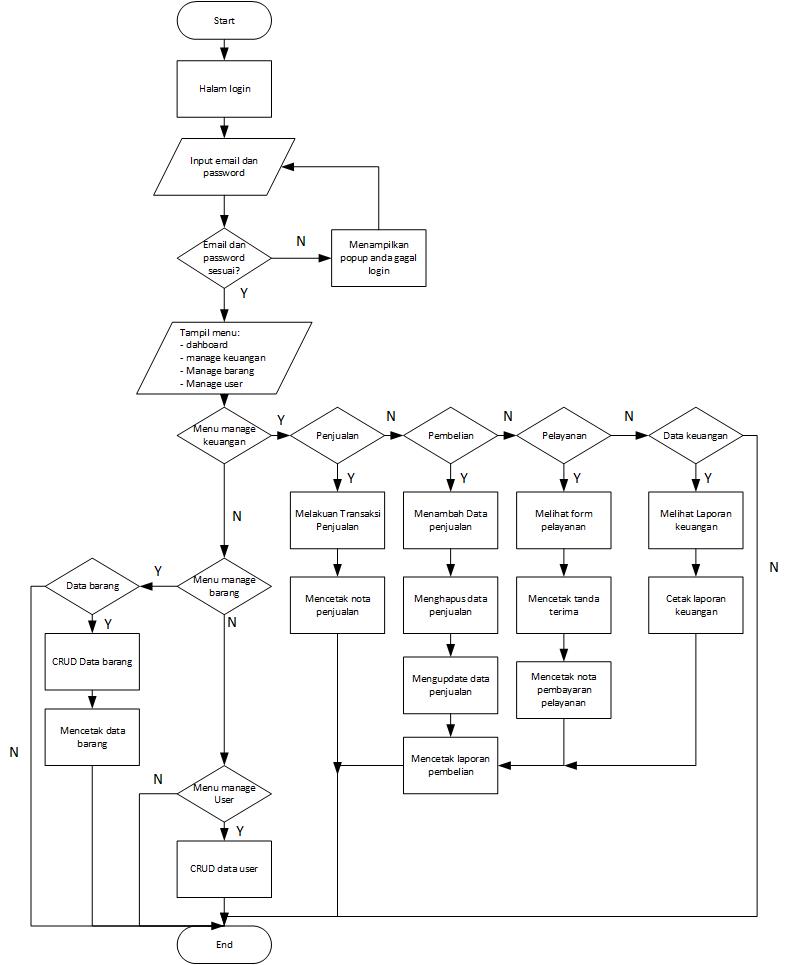 Start
Halam login
Input email dan
password
Email dan
password
sesuai?
N
Menampilkan
popup anda gagal
login
Y
Tampil menu:
- dahboard
- manage keuangan
- Manage barang
- Manage user
Menu manage
keuangan
Y
Penjualan
N
Pembelian
N
Pelayanan
N
Data keuangan
Y
Y
Y
Y
Melakuan Transaksi
Penjualan
Menambah Data
penjualan
Melihat form
pelayanan
Melihat Laporan
keuangan
N
N
Mencetak nota
penjualan
Menghapus data
penjualan
Mencetak tanda
terima
Cetak laporan
keuangan
Data barang
Y
Menu manage
barang
Y
N
CRUD Data barang
Mengupdate data
penjualan
Mencetak nota
pembayaran
pelayanan
Mencetak data
barang
N
Mencetak laporan
pembelian
N
Menu manage
User
Y
CRUD data user
End